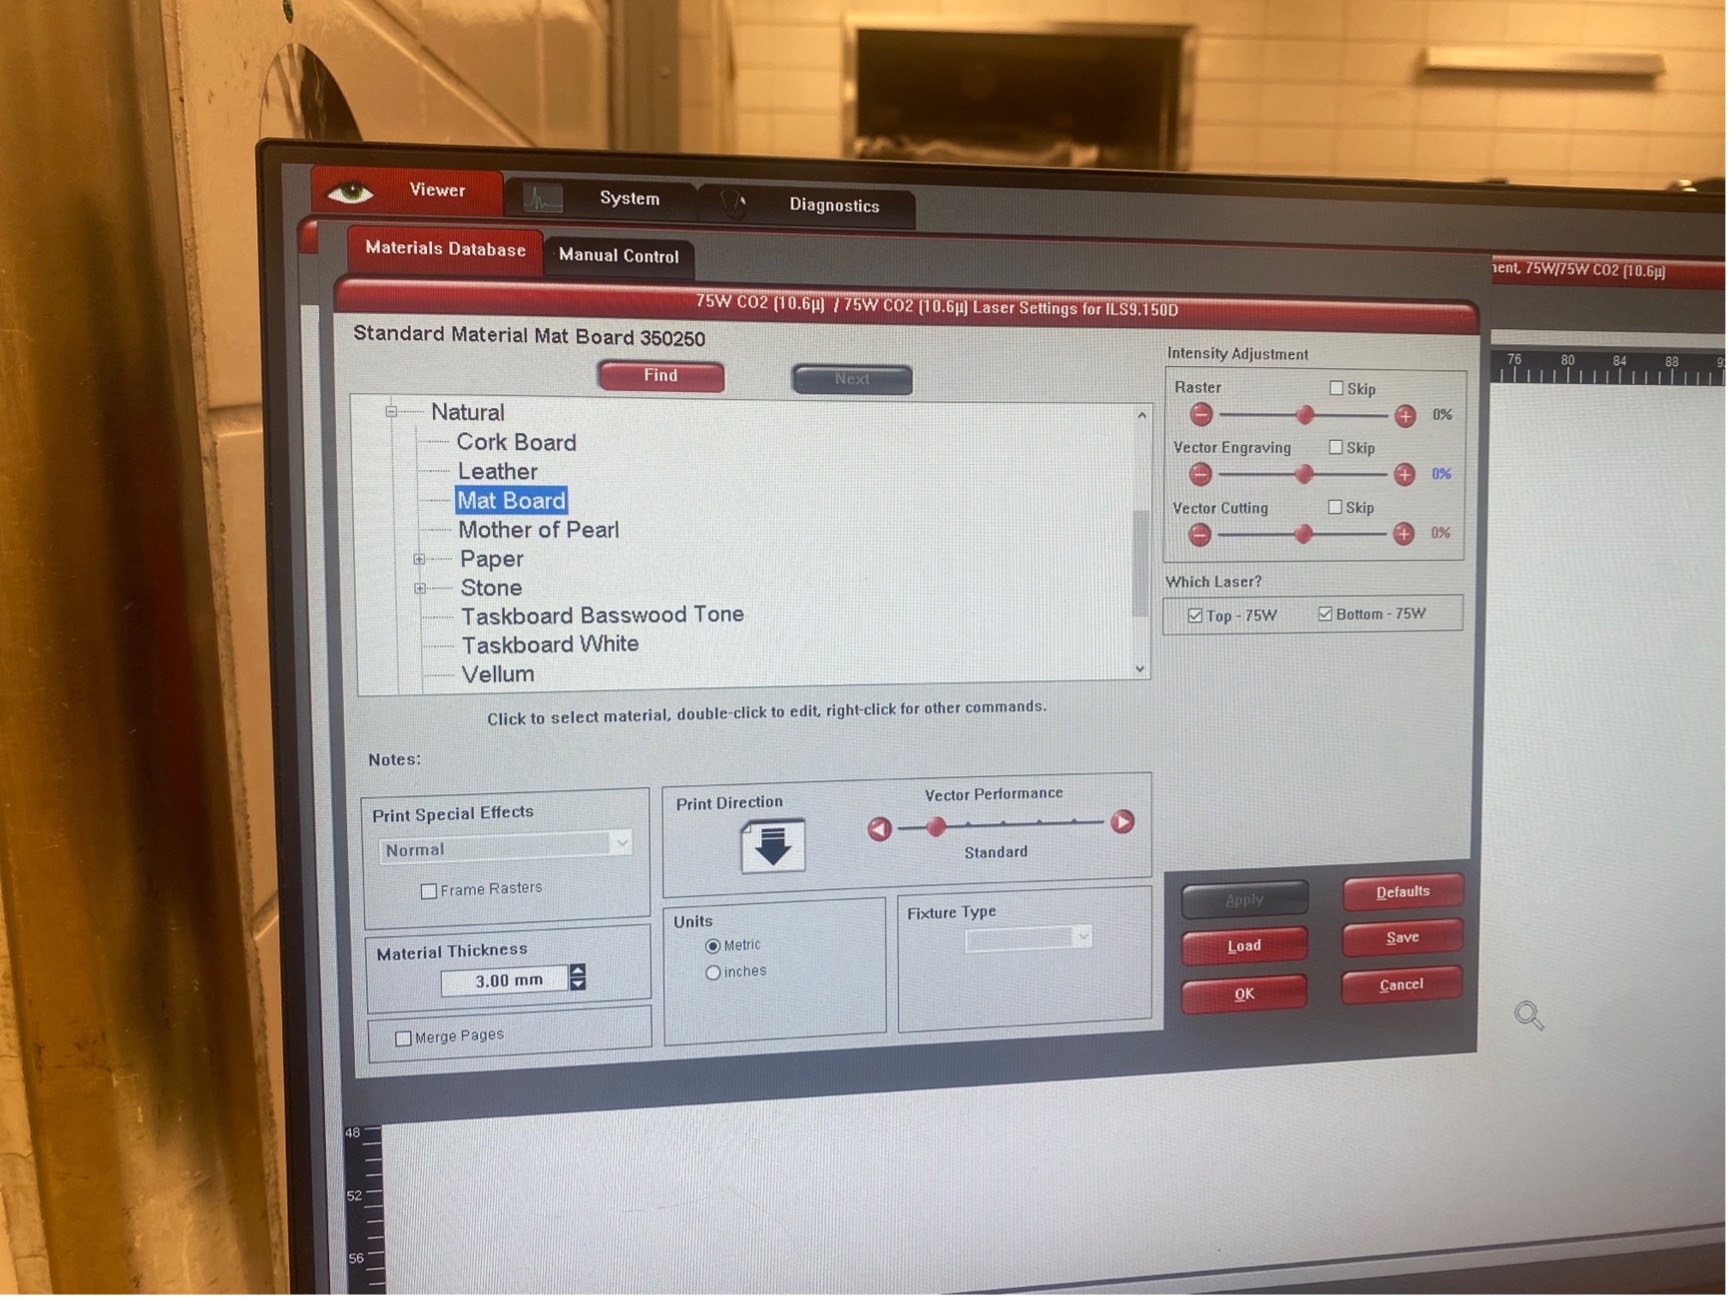 Viewer
System
Diagnostics
Materials Database
Manual Control
75W CO2 (10.6µ) / 75W CO2 (10.6µ) Laser Settings for ILS9.150D
75W/75W CO2 (10.6µ)
Standard Material Mat Board 350250
Find
Next
Natural
Cork Board
Leather
Mat Board
Mother of Pearl
Paper
Stone
Taskboard Basswood Tone
Taskboard White
Vellum
Click to select material, double-click to edit, right-click for other commands.
Intensity Adjustment
Raster
Skip
0%
Vector Engraving
Skip
0%
Vector Cutting
Skip
0%
Which Laser?
Top - 75W
Bottom - 75W
76 80 84 88
Notes:
Print Special Effects
Normal
Frame Rasters
Material Thickness
3.00 mm
Merge Pages
Print Direction
Vector Performance
Standard
Units
Metric
inches
Fixture Type
Apply
Defaults
Load
Save
OK
Cancel
48
52
56